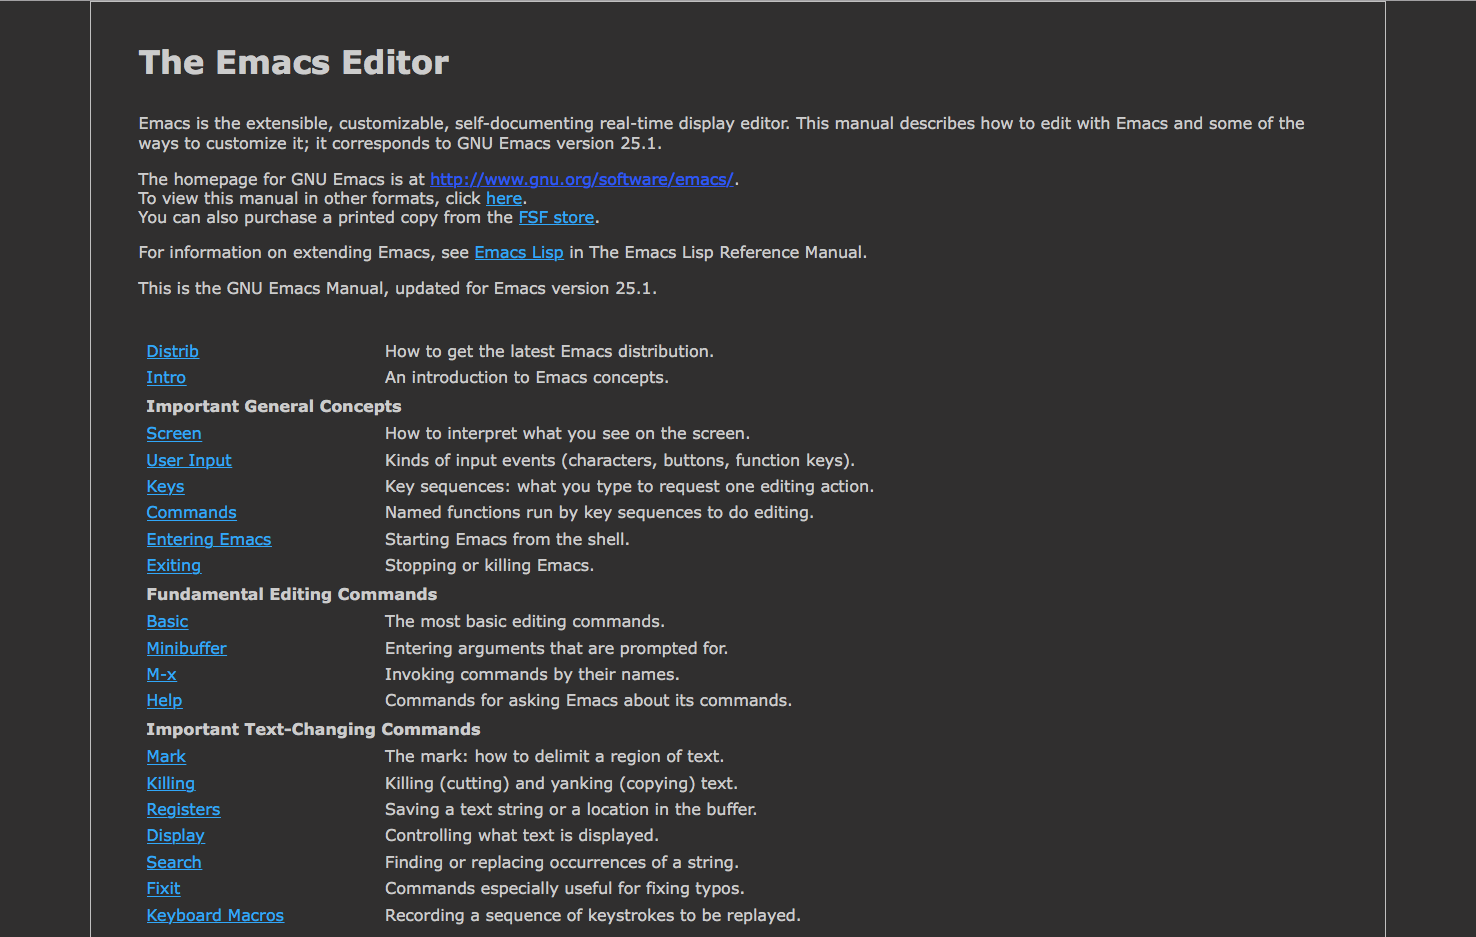 The Emacs Editor
Emacs is the extensible, customizable, self-documenting real-time display editor. This manual describes how to edit with Emacs and some of the
ways to customize it; it corresponds to GNU Emacs version 25.1.
The homepage for GNU Emacs is at http://www.gnu.org/software/emacs/.
To view this manual in other formats, click here.
You can also purchase a printed copy from the FSF store.
For information on extending Emacs, see Emacs Lisp in The Emacs Lisp Reference Manual.
This is the GNU Emacs Manual, updated for Emacs version 25.1.
Distrib How to get the latest Emacs distribution.
Intro An introduction to Emacs concepts.
Important General Concepts
Screen How to interpret what you see on the screen.
User Input Kinds of input events (characters, buttons, function keys).
Keys Key sequences: what you type to request one editing action.
Commands Named functions run by key sequences to do editing.
Entering Emacs Starting Emacs from the shell.
Exiting Stopping or killing Emacs.
Fundamental Editing Commands
Basic The most basic editing commands.
Minibuffer Entering arguments that are prompted for.
M-x Invoking commands by their names.
Help Commands for asking Emacs about its commands.
Important Text-Changing Commands
Mark The mark: how to delimit a region of text.
Killing Killing (cutting) and yanking (copying) text.
Registers Saving a text string or a location in the buffer.
Display Controlling what text is displayed.
Search Finding or replacing occurrences of a string.
Fixit Commands especially useful for fixing typos.
Keyboard Macros Recording a sequence of keystrokes to be replayed.